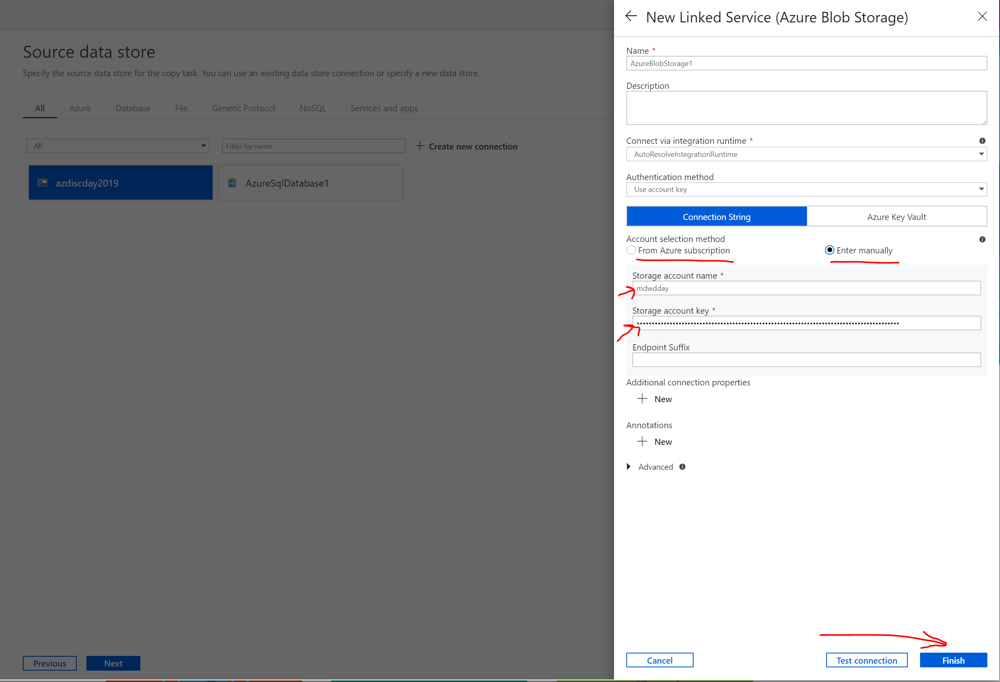 Source data store
Specify the source data store for the copy task. You can use an existing data store connection or specify a new data store.
All Azure Database File Generic Protocol NoSQL Services and apps
All Filter by name Create new connection
azdiscday2019 SQL AzureSqlDatabase1
Previous Next
New Linked Service (Azure Blob Storage)
Name *
AzureBlobStorage1
Description
Connect via integration runtime *
AutoResolveIntegrationRuntime
Authentication method
Use account key
Connection String Azure Key Vault
Account selection method
From Azure subscription Enter manually
Storage account name *
mdwdday
Storage account key *
Endpoint Suffix
Additional connection properties
New
Annotations
New
Advanced
Cancel Test connection Finish